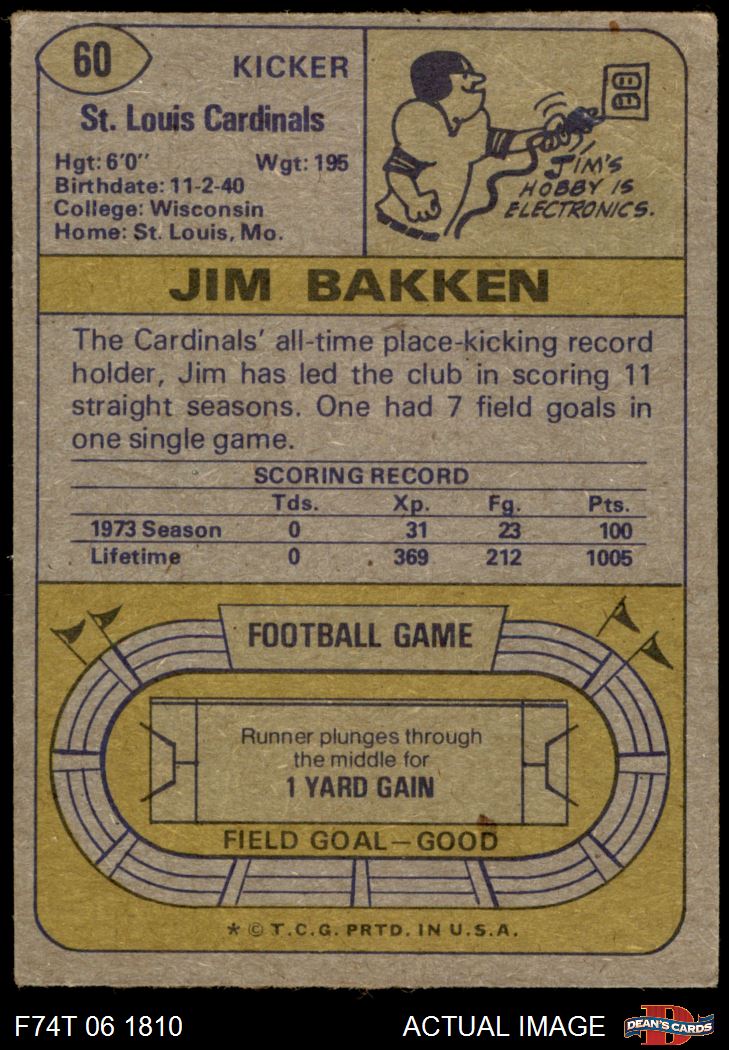 60
KICKER
St. Louis Cardinals
Hgt: 6'0" Wgt: 195
Birthdate: 11-2-40
College: Wisconsin
Home: St. Louis, Mo.
JIM'S
HOBBY IS
ELECTRONICS.
JIM BAKKEN
The Cardinals' all-time place-kicking record
holder, Jim has led the club in scoring 11
straight seasons. One had 7 field goals in
one single game.
SCORING RECORD
Tds. Xp. Fg. Pts.
1973 Season 0 31 23 100
Lifetime 0 369 212 1005
FOOTBALL GAME
Runner plunges through
the middle for
1 YARD GAIN
FIELD GOAL—GOOD
* © T.C.G. PRTD. IN U.S.A.
F74T 06 1810 ACTUAL IMAGE
D
DEAN'S CARDS